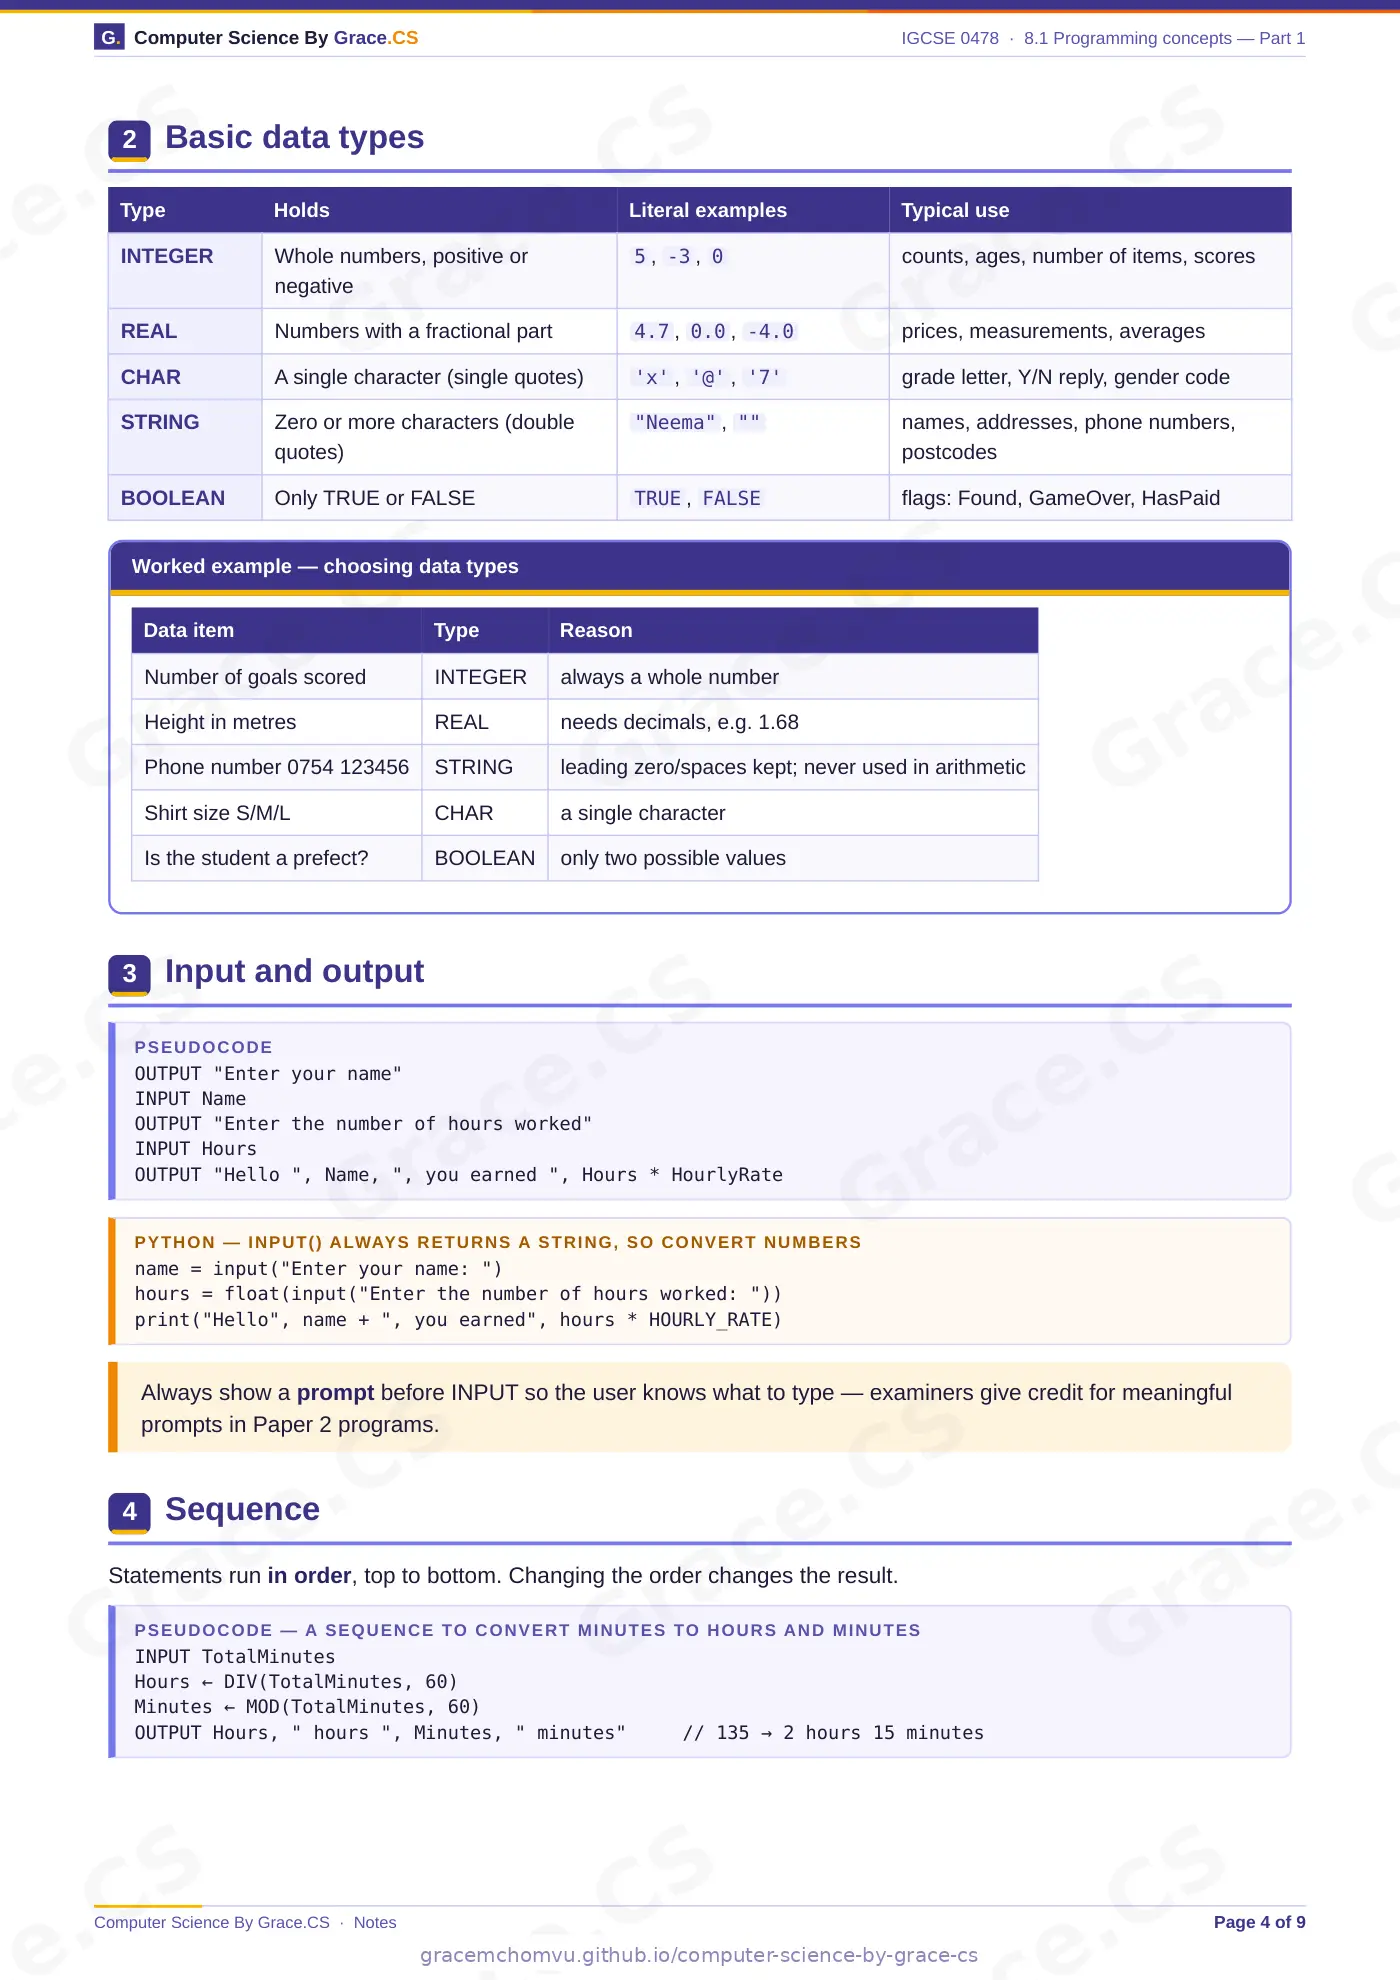 G. Computer Science By Grace.CS
IGCSE 0478 · 8.1 Programming concepts — Part 1
2 Basic data types
Type Holds Literal examples Typical use
INTEGER Whole numbers, positive or negative 5, -3, 0 counts, ages, number of items, scores
REAL Numbers with a fractional part 4.7, 0.0, -4.0 prices, measurements, averages
CHAR A single character (single quotes) 'x', '@', '7' grade letter, Y/N reply, gender code
STRING Zero or more characters (double quotes) "Neema", "" names, addresses, phone numbers, postcodes
BOOLEAN Only TRUE or FALSE TRUE, FALSE flags: Found, GameOver, HasPaid
Worked example — choosing data types
Data item Type Reason
Number of goals scored INTEGER always a whole number
Height in metres REAL needs decimals, e.g. 1.68
Phone number 0754 123456 STRING leading zero/spaces kept; never used in arithmetic
Shirt size S/M/L CHAR a single character
Is the student a prefect? BOOLEAN only two possible values
3 Input and output
PSEUDOCODE
OUTPUT "Enter your name"
INPUT Name
OUTPUT "Enter the number of hours worked"
INPUT Hours
OUTPUT "Hello ", Name, ", you earned ", Hours * HourlyRate
PYTHON — INPUT() ALWAYS RETURNS A STRING, SO CONVERT NUMBERS
name = input("Enter your name: ")
hours = float(input("Enter the number of hours worked: "))
print("Hello", name + ", you earned", hours * HOURLY_RATE)
Always show a prompt before INPUT so the user knows what to type — examiners give credit for meaningful
prompts in Paper 2 programs.
4 Sequence
Statements run in order, top to bottom. Changing the order changes the result.
PSEUDOCODE — A SEQUENCE TO CONVERT MINUTES TO HOURS AND MINUTES
INPUT TotalMinutes
Hours ← DIV(TotalMinutes, 60)
Minutes ← MOD(TotalMinutes, 60)
OUTPUT Hours, " hours ", Minutes, " minutes" // 135 → 2 hours 15 minutes
Computer Science By Grace.CS · Notes
Page 4 of 9
gracemchomvu.github.io/computer-science-by-grace-cs